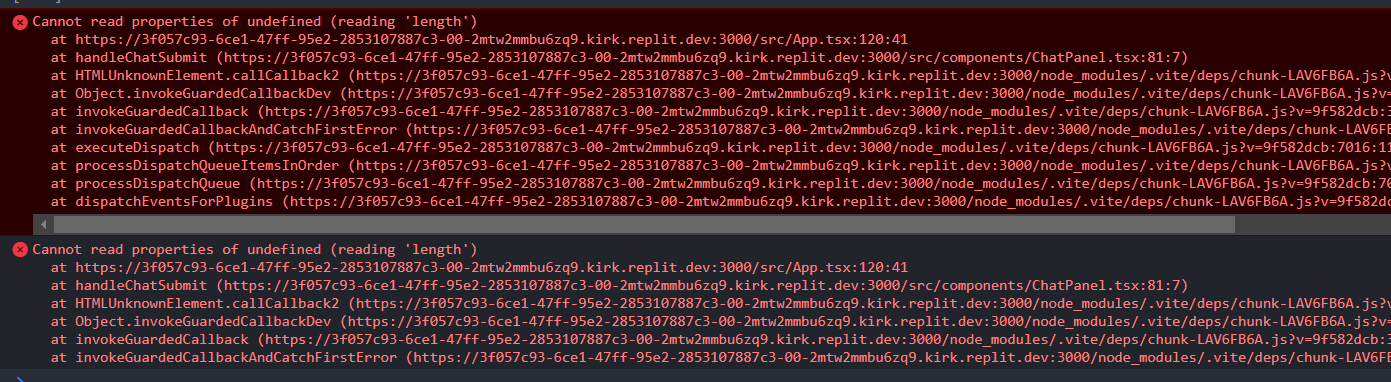 Cannot read properties of undefined (reading 'length')
at https://3f057c93-6ce1-47ff-95e2-2853107887c3-00-2mtw2mmbu6zq9.kirk.replit.dev:3000/src/App.tsx:120:41
at handleChatSubmit (https://3f057c93-6ce1-47ff-95e2-2853107887c3-00-2mtw2mmbu6zq9.kirk.replit.dev:3000/src/components/ChatPanel.tsx:81:7)
at HTMLUnknownElement.callCallback2 (https://3f057c93-6ce1-47ff-95e2-2853107887c3-00-2mtw2mmbu6zq9.kirk.replit.dev:3000/node_modules/.vite/deps/chunk-LAV6FB6A.
at Object.invokeGuardedCallbackDev (https://3f057c93-6ce1-47ff-95e2-2853107887c3-00-2mtw2mmbu6zq9.kirk.replit.dev:3000/node_modules/.vite/deps/chunk-LAV6FB6A.js?v=
at invokeGuardedCallback (https://3f057c93-6ce1-47ff-95e2-2853107887c3-00-2mtw2mmbu6zq9.kirk.replit.dev:3000/node_modules/.vite/deps/chunk-LAV6FB6A.js?v=9f582dcb:3
at invokeGuardedCallbackAndCatchFirstError (https://3f057c93-6ce1-47ff-95e2-2853107887c3-00-2mtw2mmbu6zq9.kirk.replit.dev:3000/node_modules/.vite/deps/chunk-LAV6FB
at executeDispatch (https://3f057c93-6ce1-47ff-95e2-2853107887c3-00-2mtw2mmbu6zq9.kirk.replit.dev:3000/node_modules/.vite/deps/chunk-LAV6FB6A.js?v=9f582dcb:7016:11
at processDispatchQueueItemsInOrder (https://3f057c93-6ce1-47ff-95e2-2853107887c3-00-2mtw2mmbu6zq9.kirk.replit.dev:3000/node_modules/.vite/deps/chunk-LAV6FB6A.js?v
at processDispatchQueue (https://3f057c93-6ce1-47ff-95e2-2853107887c3-00-2mtw2mmbu6zq9.kirk.replit.dev:3000/node_modules/.vite/deps/chunk-LAV6FB6A.js?v=9f582dcb:70
at dispatchEventsForPlugins (https://3f057c93-6ce1-47ff-95e2-2853107887c3-00-2mtw2mmbu6zq9.kirk.replit.dev:3000/node_modules/.vite/deps/chunk-LAV6FB6A.js?v=9f582dc
Cannot read properties of undefined (reading 'length')
at https://3f057c93-6ce1-47ff-95e2-2853107887c3-00-2mtw2mmbu6zq9.kirk.replit.dev:3000/src/App.tsx:120:41
at handleChatSubmit (https://3f057c93-6ce1-47ff-95e2-2853107887c3-00-2mtw2mmbu6zq9.kirk.replit.dev:3000/src/components/ChatPanel.tsx:81:7)
at HTMLUnknownElement.callCallback2 (https://3f057c93-6ce1-47ff-95e2-2853107887c3-00-2mtw2mmbu6zq9.kirk.replit.dev:3000/node_modules/.vite/deps/chunk-LAV6FB6A.js?v=9
at Object.invokeGuardedCallbackDev (https://3f057c93-6ce1-47ff-95e2-2853107887c3-00-2mtw2mmbu6zq9.kirk.replit.dev:3000/node_modules/.vite/deps/chunk-LAV6FB6A.js?v=
at invokeGuardedCallback (https://3f057c93-6ce1-47ff-95e2-2853107887c3-00-2mtw2mmbu6zq9.kirk.replit.dev:3000/node_modules/.vite/deps/chunk-LAV6FB6A.js?v=9f582dcb:3
at invokeGuardedCallbackAndCatchFirstError (https://3f057c93-6ce1-47ff-95e2-2853107887c3-00-2mtw2mmbu6zq9.kirk.replit.dev:3000/node_modules/.vite/deps/chunk-LAV6FB